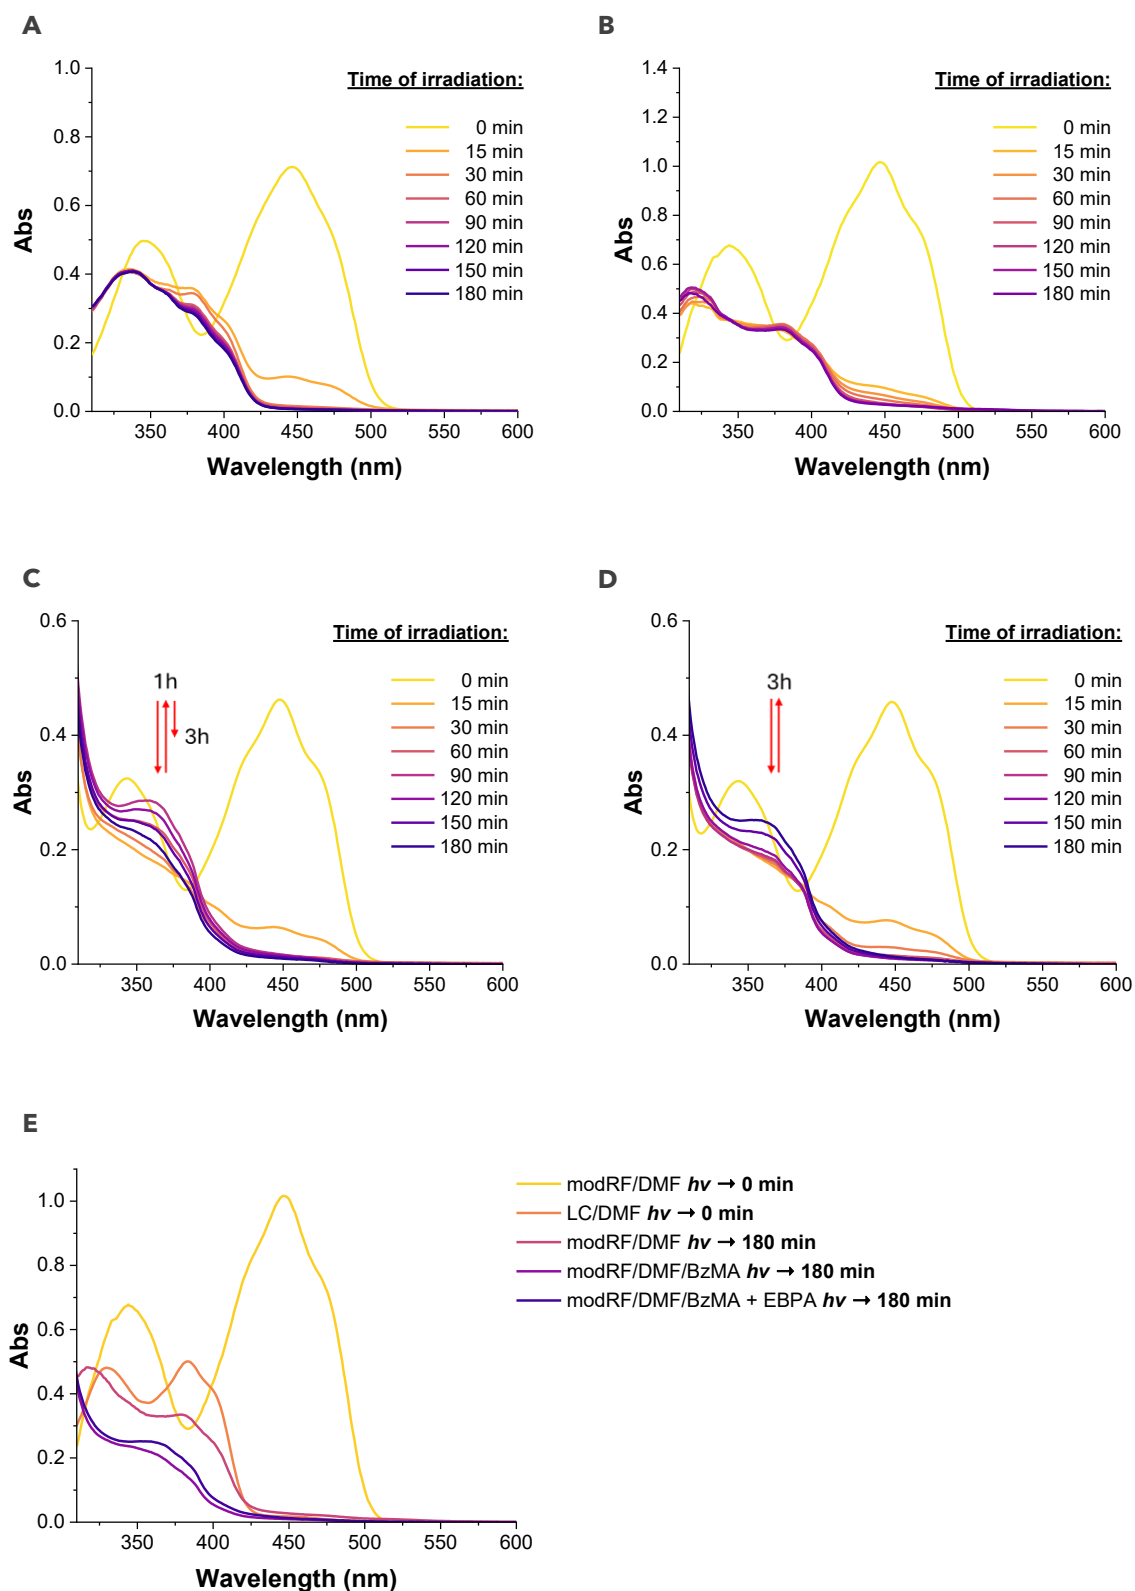 A
Abs
1.0
0.8
0.6
0.4
0.2
0.0
Time of irradiation:
0 min
15 min
30 min
60 min
90 min
120 min
150 min
180 min
350 400 450 500 550 600
Wavelength (nm)
B
Abs
1.4
1.2
1.0
0.8
0.6
0.4
0.2
0.0
Time of irradiation:
0 min
15 min
30 min
60 min
90 min
120 min
150 min
180 min
350 400 450 500 550 600
Wavelength (nm)
C
Abs
0.6
0.4
0.2
0.0
1h
3h
Time of irradiation:
0 min
15 min
30 min
60 min
90 min
120 min
150 min
180 min
350 400 450 500 550 600
Wavelength (nm)
D
Abs
0.6
0.4
0.2
0.0
3h
Time of irradiation:
0 min
15 min
30 min
60 min
90 min
120 min
150 min
180 min
350 400 450 500 550 600
Wavelength (nm)
E
Abs
1.0
0.8
0.6
0.4
0.2
0.0
modRF/DMF hv → 0 min
LC/DMF hv → 0 min
modRF/DMF hv → 180 min
modRF/DMF/BzMA hv → 180 min
modRF/DMF/BzMA + EBPA hv → 180 min
350 400 450 500 550 600
Wavelength (nm)